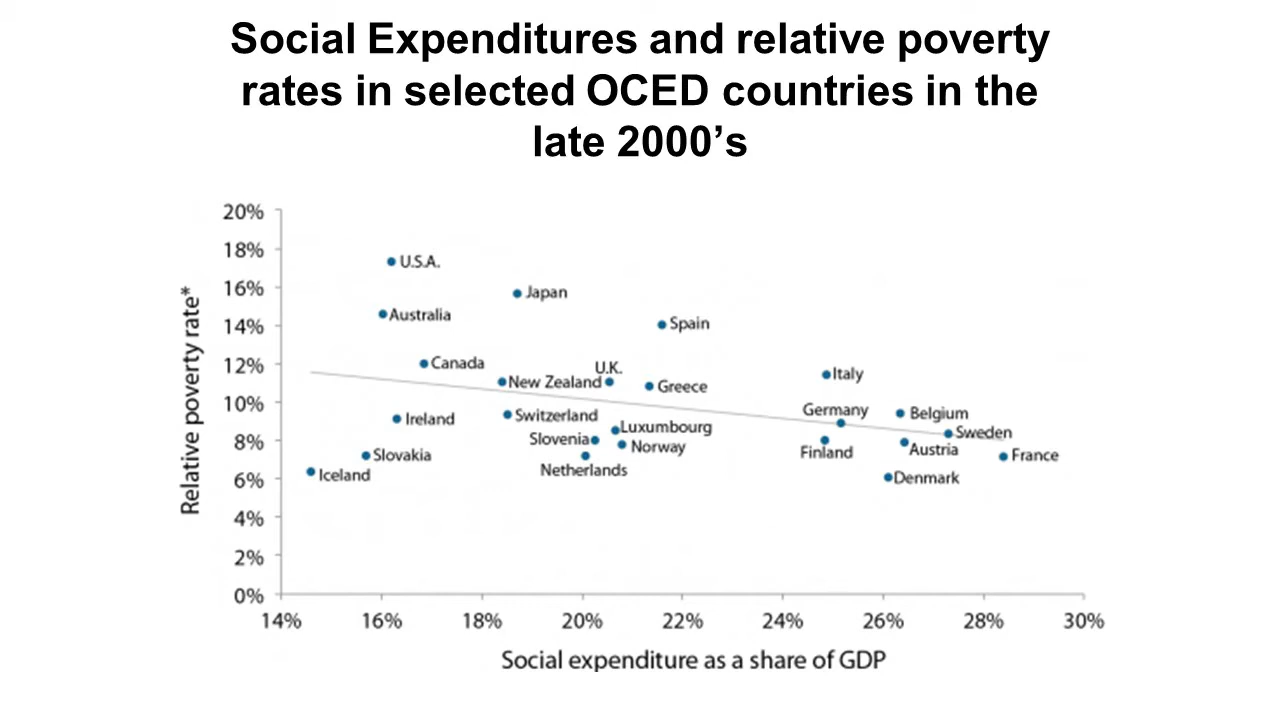 Social Expenditures and relative poverty
rates in selected OCED countries in the
late 2000’s
20%
18%
16%
14%
12%
10%
8%
6%
4%
2%
0%
Relative poverty rate*
U.S.A.
Japan
Australia
Spain
Canada
U.K.
New Zealand
Greece
Italy
Ireland
Switzerland
Germany
Belgium
Luxumbourg
Slovenia
Norway
Sweden
Slovakia
Finland
Austria
France
Netherlands
Iceland
Denmark
14%
16%
18%
20%
22%
24%
26%
28%
30%
Social expenditure as a share of GDP